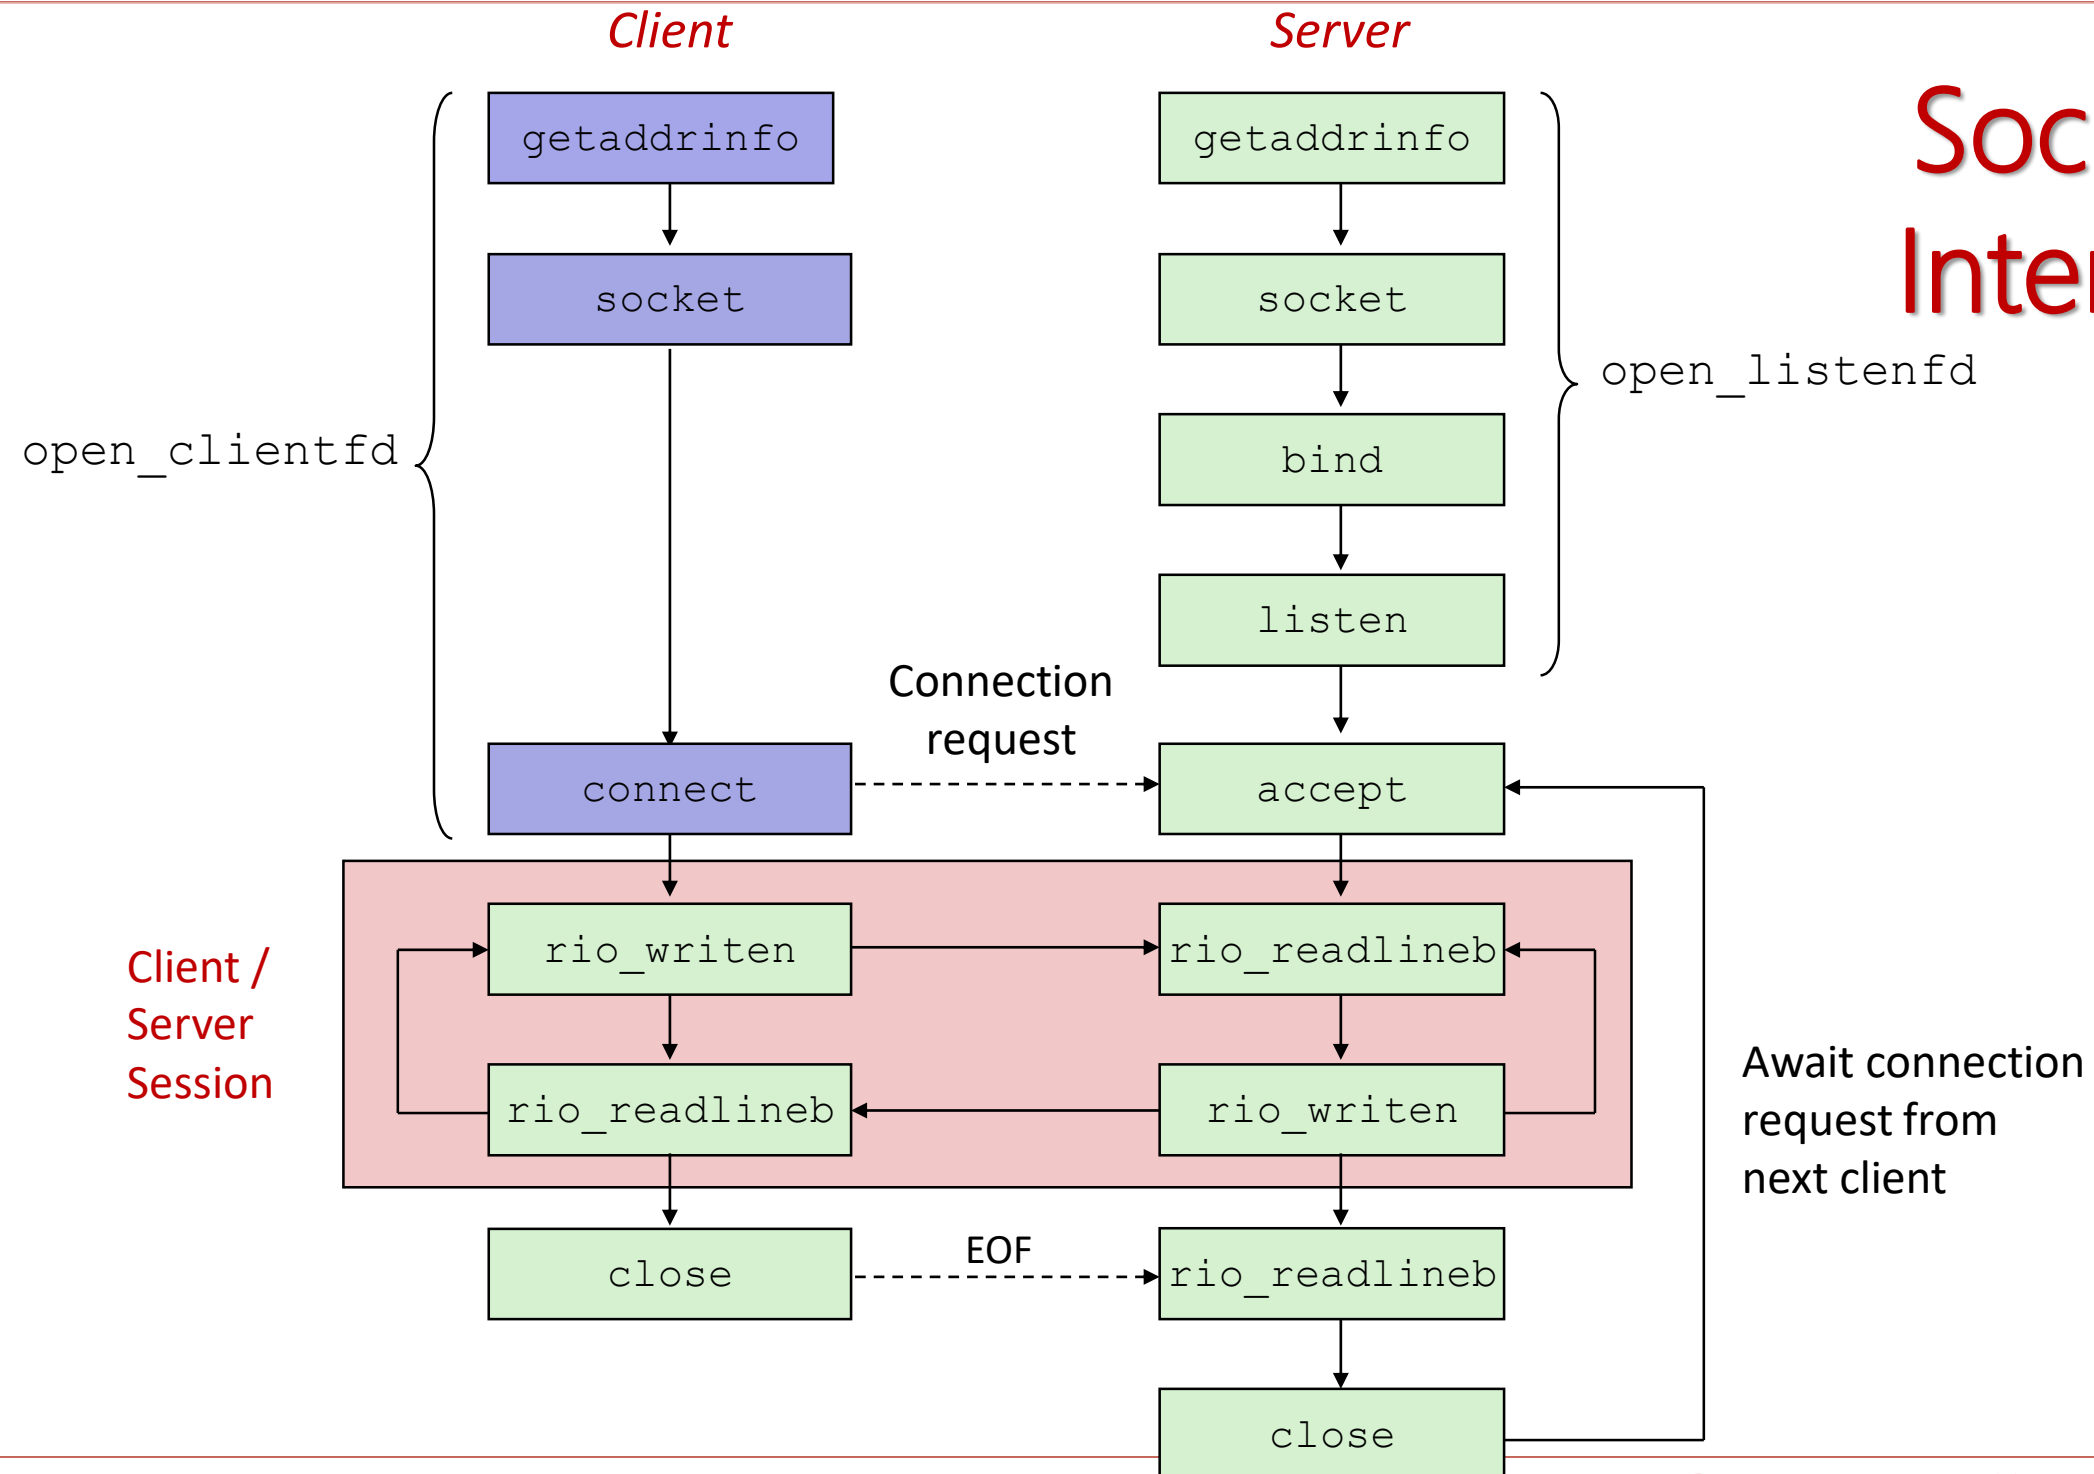 Client
Server
Soc
Inter
getaddrinfo
getaddrinfo
socket
socket
open_listenfd
bind
open_clientfd
listen
Connection
request
connect
accept
Client /
Server
Session
rio_writen
rio_readlineb
rio_readlineb
rio_writen
Await connection
request from
next client
close
EOF
rio_readlineb
close